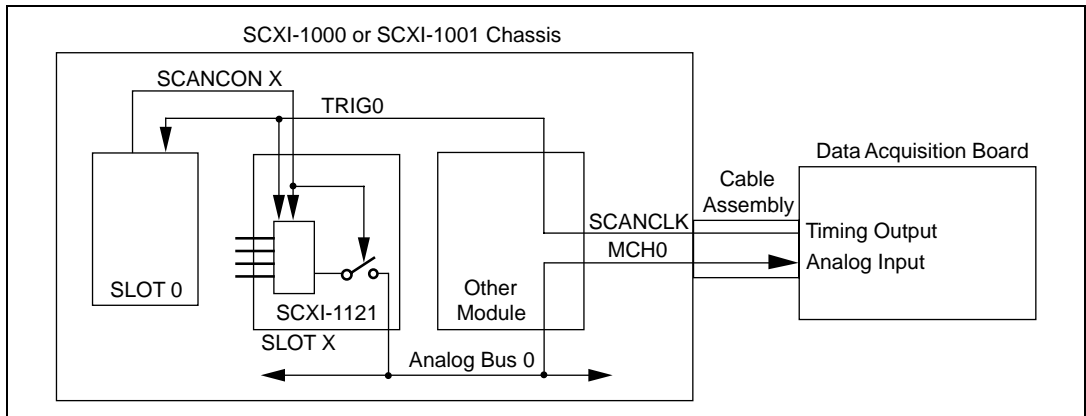 SCXI-1000 or SCXI-1001 Chassis
SCANCON X
TRIG0
Data Acquisition Board
Cable
Assembly
SCANCLK
Timing Output
MCH0
Analog Input
SLOT 0
SCXI-1121
Other
Module
SLOT X
Analog Bus 0